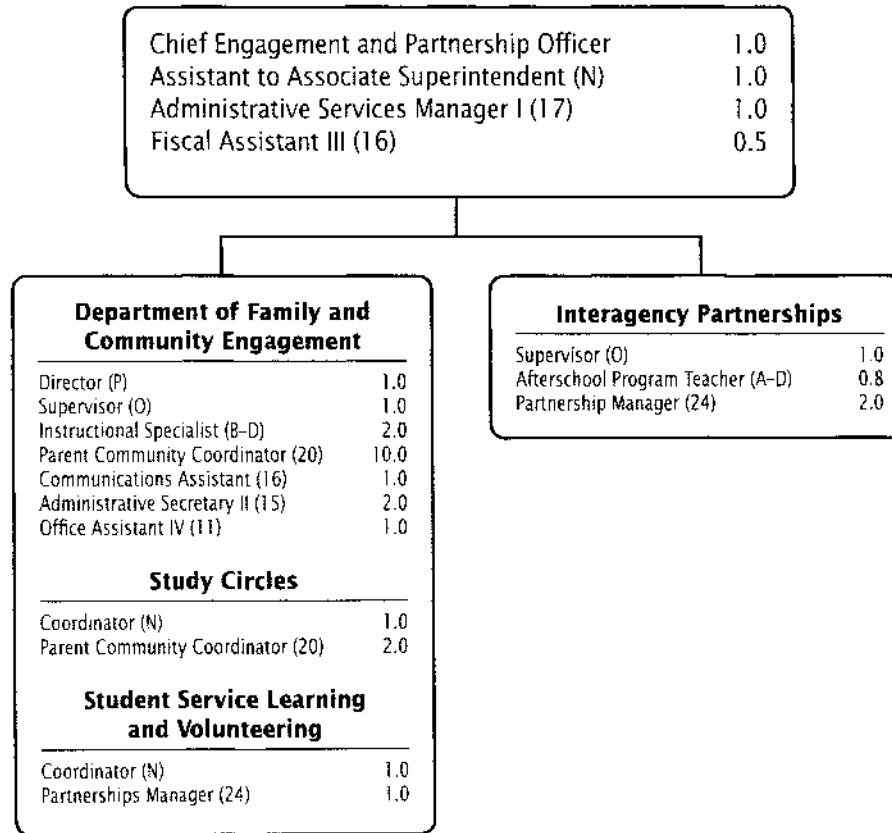 Chief Engagement and Partnership Officer 1.0
Assistant to Associate Superintendent (N) 1.0
Administrative Services Manager I (17) 1.0
Fiscal Assistant III (16) 0.5
Department of Family and
Community Engagement
Director (P) 1.0
Supervisor (O) 1.0
Instructional Specialist (B–D) 2.0
Parent Community Coordinator (20) 10.0
Communications Assistant (16) 1.0
Administrative Secretary II (15) 2.0
Office Assistant IV (11) 1.0
Study Circles
Coordinator (N) 1.0
Parent Community Coordinator (20) 2.0
Student Service Learning
and Volunteering
Coordinator (N) 1.0
Partnerships Manager (24) 1.0
Interagency Partnerships
Supervisor (O) 1.0
Afterschool Program Teacher (A–D) 0.8
Partnership Manager (24) 2.0